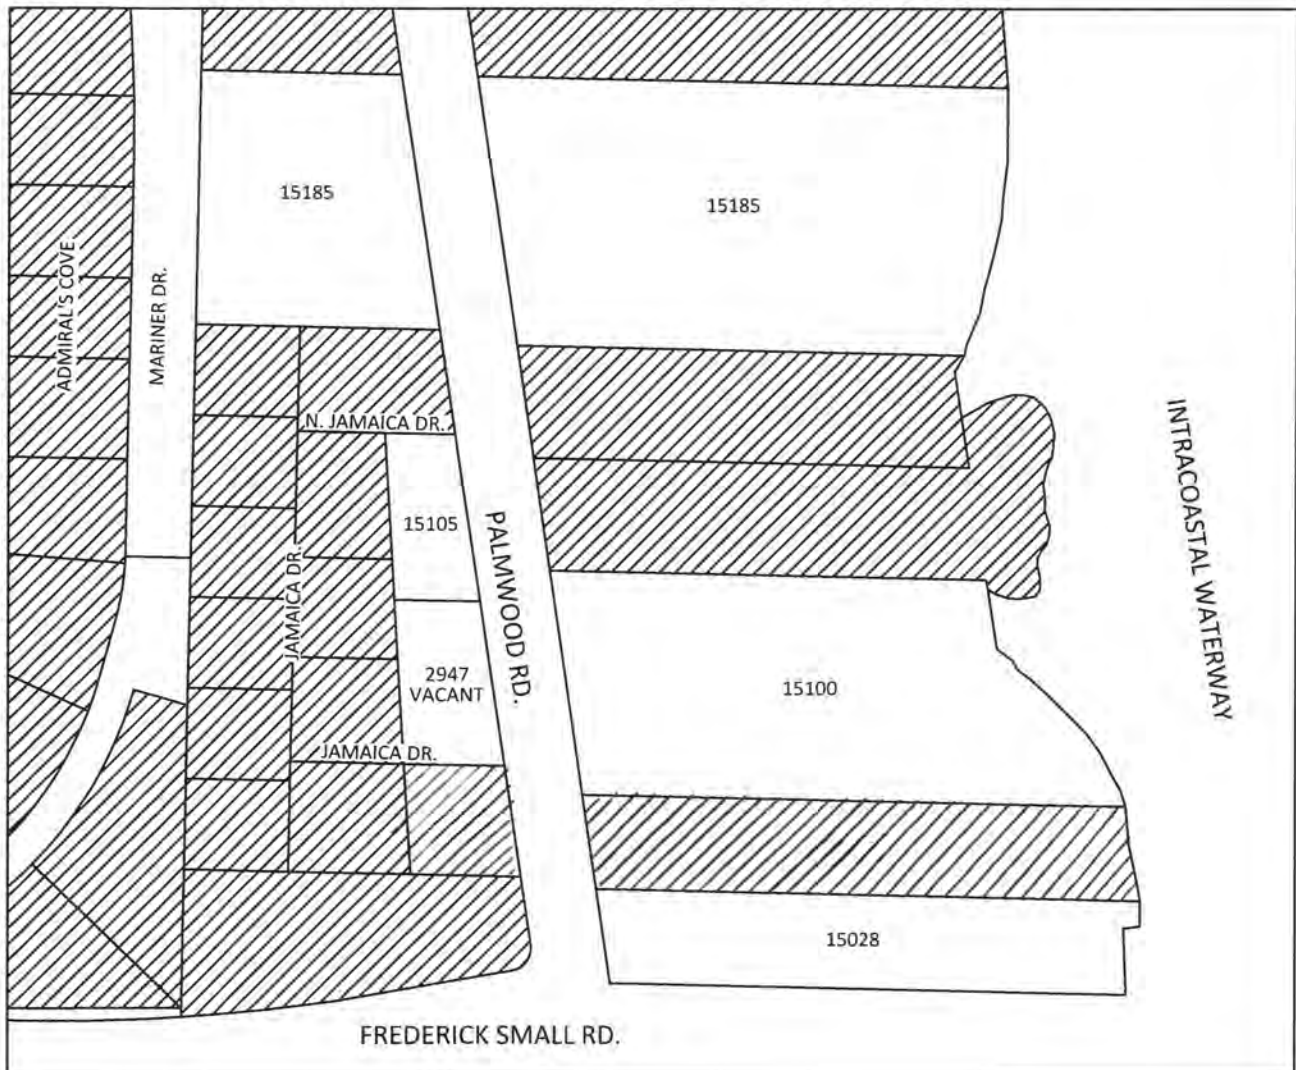 15185
15185
ADMIRAL'S COVE
MARINER DR.
N. JAMAICA DR.
INTRACOASTAL WATERWAY
15105
PALMWOOD RD.
JAMAICA DR.
2947
VACANT
15100
JAMAICA DR.
15028
FREDERICK SMALL RD.